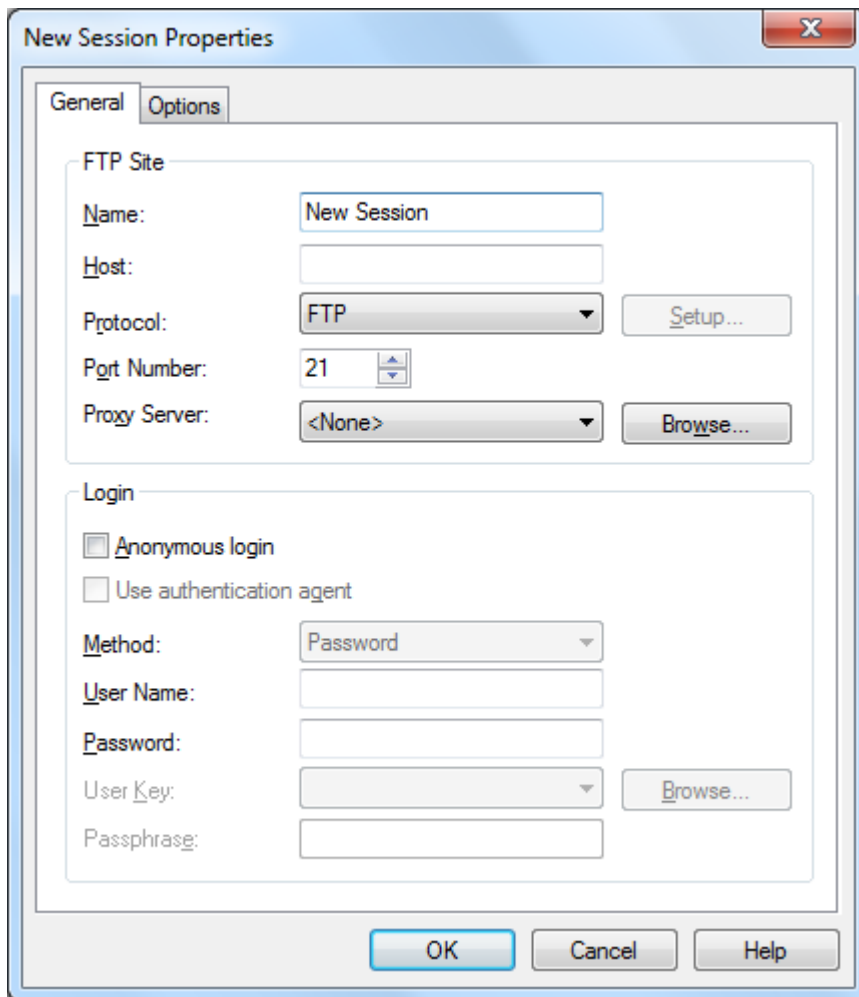 New Session Properties
General Options
FTP Site
Name: New Session
Host:
Protocol: FTP Setup...
Port Number: 21
Proxy Server: <None> Browse...
Login
Anonymous login
Use authentication agent
Method: Password
User Name:
Password:
User Key: Browse...
Passphrase:
OK Cancel Help